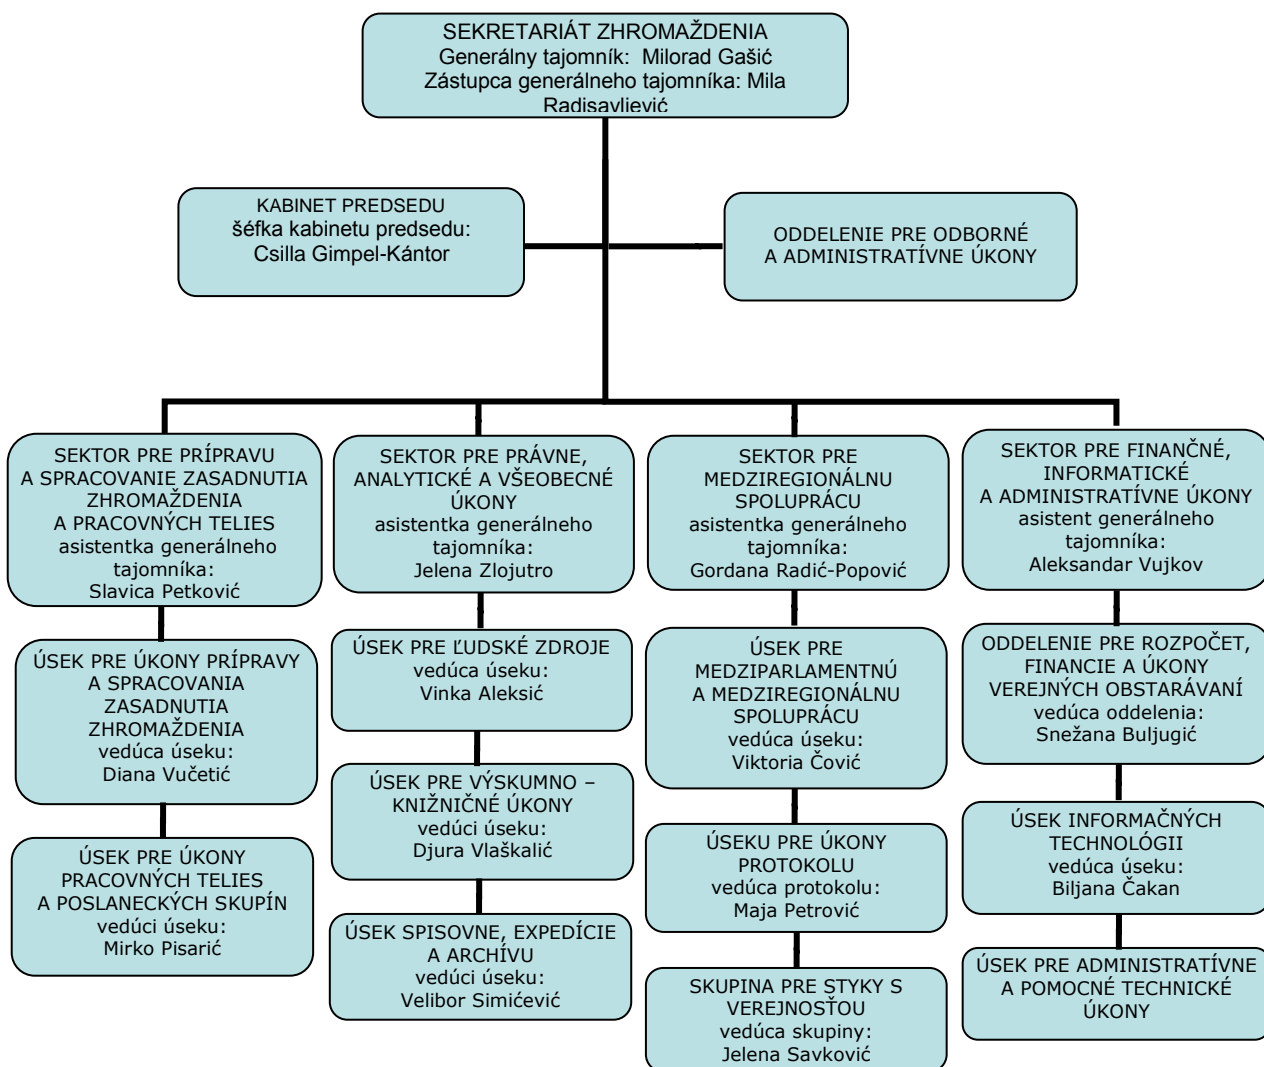 SEKRETARIÁT ZHROMAŽDENIA
Generálny tajomník: Milorad Gašić
Zástupca generálneho tajomníka: Mila
Radisavljević
KABINET PREDSEDU
šéfka kabinetu predsedu:
Csilla Gimpel-Kántor
ODDELENIE PRE ODBORNÉ
A ADMINISTRATÍVNE ÚKONY
SEKTOR PRE PRÍPRAVU
A SPRACOVANIE ZASADNUTIA
ZHROMAŽDENIA
A PRACOVNÝCH TELIES
asistentka generálneho
tajomníka:
Slavica Petković
ÚSEK PRE ÚKONY PRÍPRAVY
A SPRACOVANIA
ZASADNUTIA
ZHROMAŽDENIA
vedúca úseku:
Diana Vučetić
ÚSEK PRE ÚKONY
PRACOVNÝCH TELIES
A POSLANECKÝCH SKUPÍN
vedúci úseku:
Mirko Pisarić
SEKTOR PRE PRÁVNE,
ANALYTICKÉ A VŠEOBECNÉ
ÚKONY
asistentka generálneho
tajomníka:
Jelena Zlojutro
ÚSEK PRE ĽUDSKÉ ZDROJE
vedúca úseku:
Vinka Aleksić
ÚSEK PRE VÝSKUMNO –
KNIŽNIČNÉ ÚKONY
vedúci úseku:
Djura Vlaškalić
ÚSEK SPISOVNE, EXPEDÍCIE
A ARCHÍVU
vedúci úseku:
Velibor Simićević
SEKTOR PRE
MEDZIREGIONÁLNU
SPOLUPRÁCU
asistentka generálneho
tajomníka:
Gordana Radić-Popović
ÚSEK PRE
MEDZIPARLAMENTNÚ
A MEDZIREGIONÁLNU
SPOLUPRÁCU
vedúca úseku:
Viktoria Čović
ÚSEKU PRE ÚKONY
PROTOKOLU
vedúca protokolu:
Maja Petrović
SKUPINA PRE STYKY S
VEREJNOSŤOU
vedúca skupiny:
Jelena Savković
SEKTOR PRE FINANČNÉ,
INFORMATICKÉ
A ADMINISTRATÍVNE ÚKONY
asistent generálneho
tajomníka:
Aleksandar Vujkov
ODDELENIE PRE ROZPOČET,
FINANCIE A ÚKONY
VEREJNÝCH OBSTARÁVANÍ
vedúca oddelenia:
Snežana Buljugić
ÚSEK INFORMAČNÝCH
TECHNOLÓGII
vedúca úseku:
Biljana Čakan
ÚSEK PRE ADMINISTRATÍVNE
A POMOCNÉ TECHNICKÉ
ÚKONY